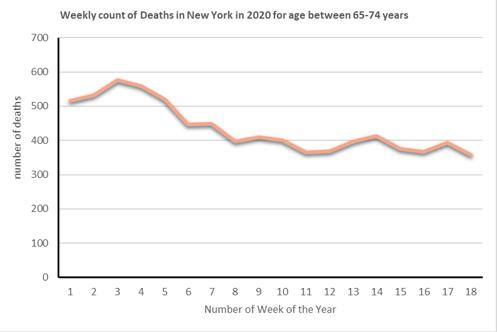 Weekly count of Deaths in New York in 2020 for age between 65-74 years
700
600
500
400
300
200
100
0
number of deaths
1 2 3 4 5 6 7 8 9 10 11 12 13 14 15 16 17 18
Number of Week of the Year